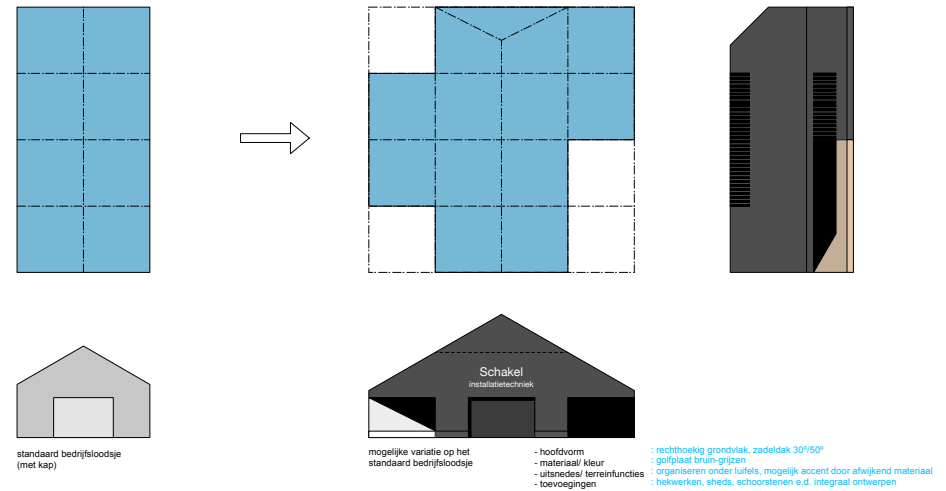 Schakel
installatietechniek
standaard bedrijfsloodsje
(met kap)
mogelijke variatie op het
standaard bedrijfsloodsje
- hoofdvorm : rechthoekig grondvlak, zadeldak 30º/50º
- materiaal/ kleur : golfplaat bruin-grijzen
- uitsnedes/ terreinfuncties : organiseren onder luifels, mogelijk accent door afwijkend materiaal
- toevoegingen : hekwerken, sheds, schoorstenen e.d. integraal ontwerpen